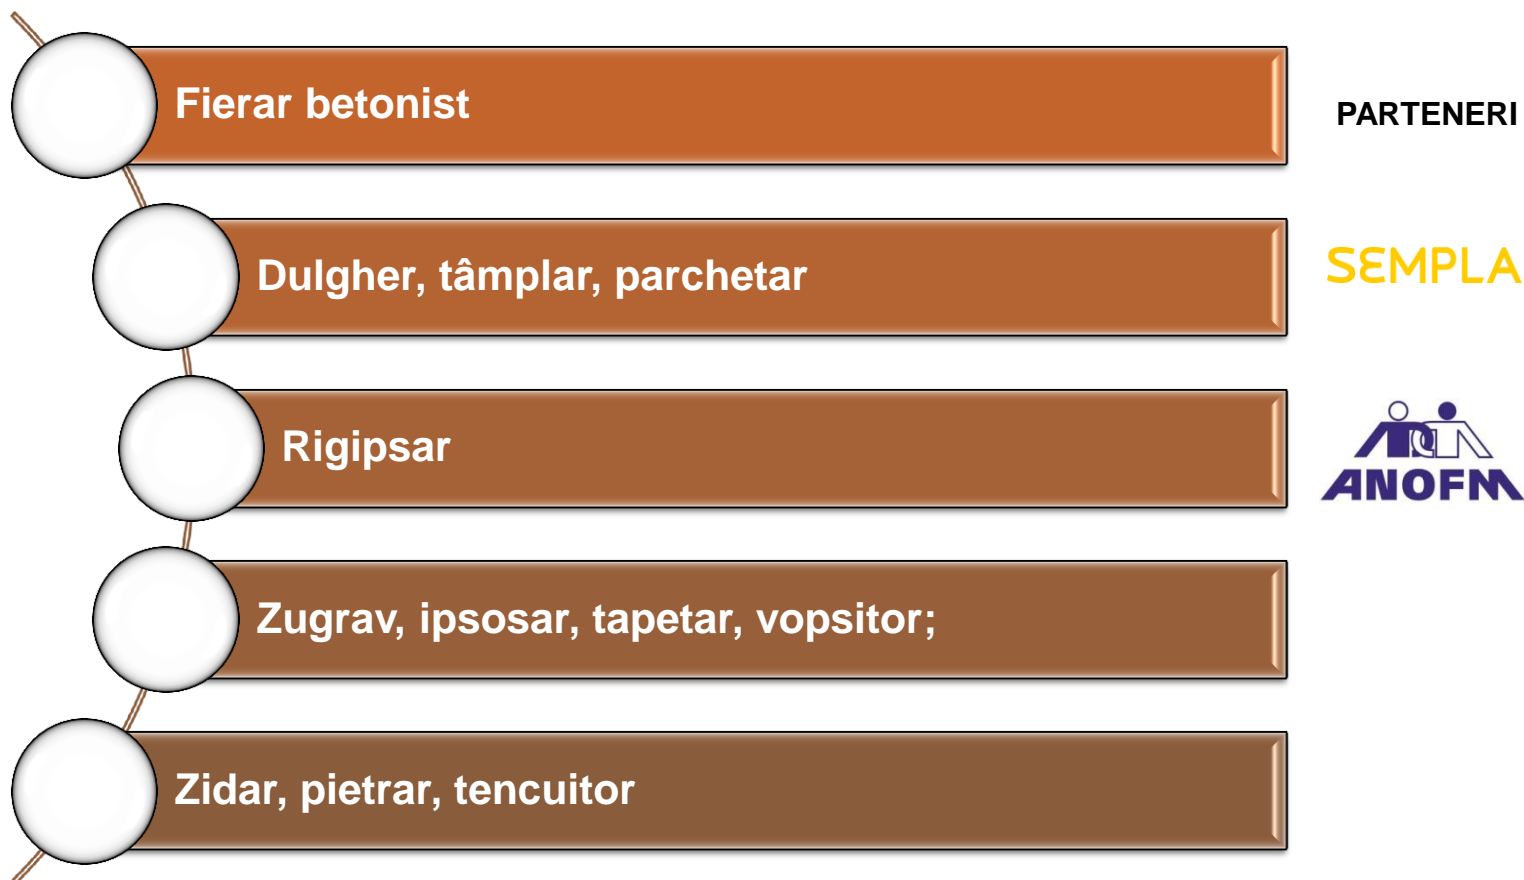 Fierar betonist
Dulgher, tâmplar, parchetar
Rigipsar
Zugrav, ipsosar, tapetar, vopsitor;
Zidar, pietrar, tencuitor
PARTENERI
SEMPLA
ANOFM